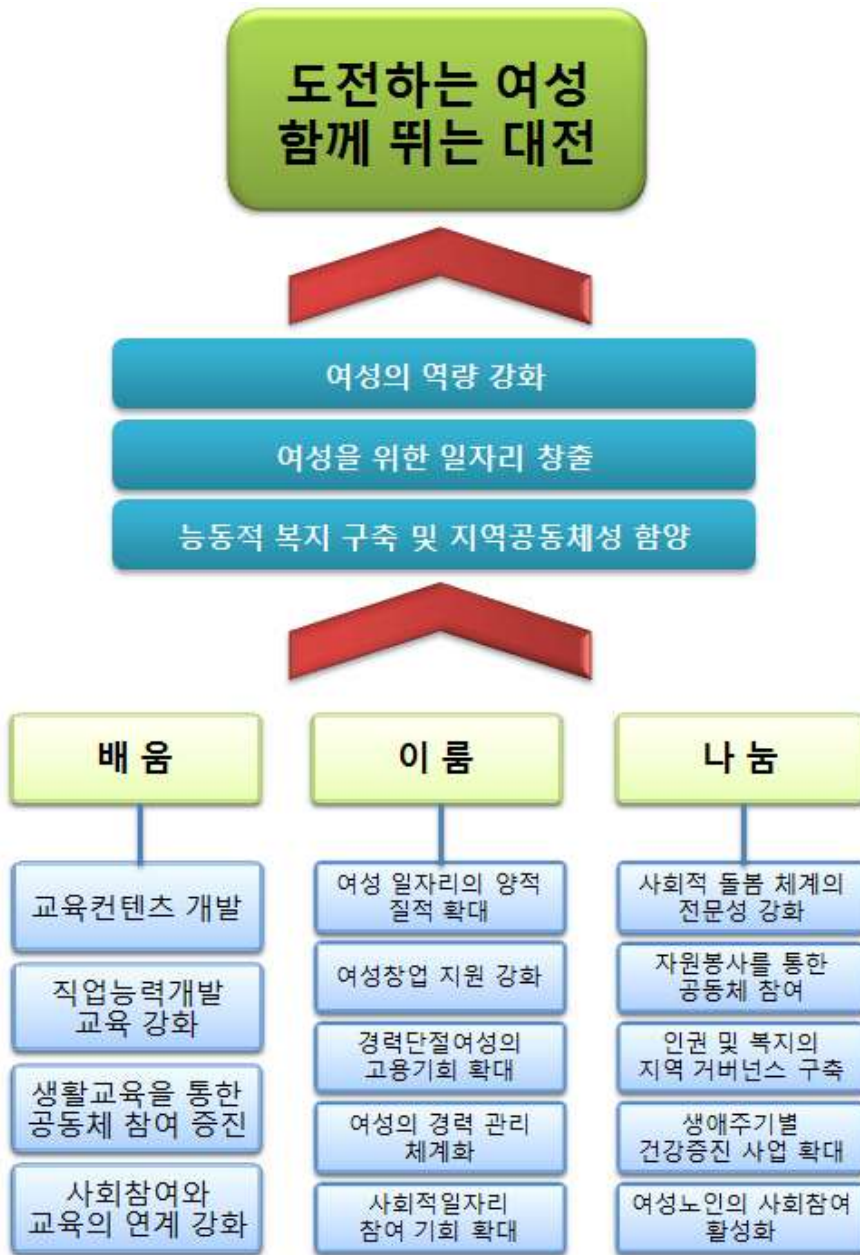 도전하는 여성
함께 뛰는 대전
여성의 역량 강화
여성을 위한 일자리 창출
능동적 복지 구축 및 지역공동체성 함양
배 움
교육컨텐츠 개발
직업능력개발
교육 강화
생활교육을 통한
공동체 참여 증진
사회참여와
교육의 연계 강화
이 룸
여성 일자리의 양적
질적 확대
여성창업 지원 강화
경력단절여성의
고용기회 확대
여성의 경력 관리
체계화
사회적일자리
참여 기회 확대
나 눔
사회적 돌봄 체계의
전문성 강화
자원봉사를 통한
공동체 참여
인권 및 복지의
지역 거버넌스 구축
생애주기별
건강증진 사업 확대
여성노인의 사회참여
활성화